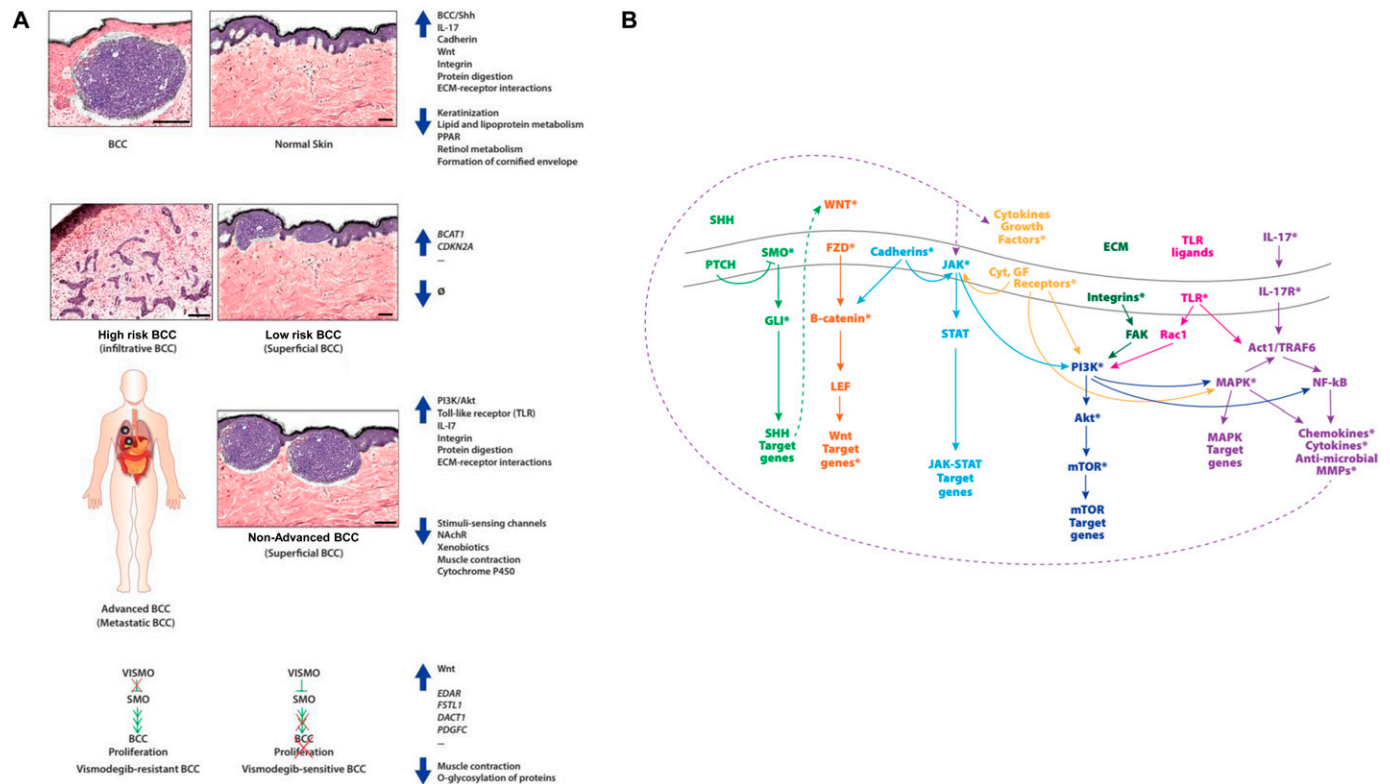 A
BCC
Normal Skin
BCC/Shh
IL-17
Cadherin
Wnt
Integrin
Protein digestion
ECM-receptor interactions
Keratinization
Lipid and lipoprotein metabolism
PPAR
Retinol metabolism
Formation of cornified envelope
High risk BCC
(infiltrative BCC)
Low risk BCC
(Superficial BCC)
BCAT1
CDKN2A
...
Ø
Advanced BCC
(Metastatic BCC)
Non-Advanced BCC
(Superficial BCC)
PI3K/Akt
Toll-like receptor (TLR)
IL-I7
Integrin
Protein digestion
ECM-receptor interactions
Stimuli-sensing channels
NAchR
Xenobiotics
Muscle contraction
Cytochrome P450
VISMO
SMO
BCC
Proliferation
Vismodegib-resistant BCC
VISMO
SMO
BCC
Proliferation
Vismodegib-sensitive BCC
Wnt
EDAR
FSTL1
DACT1
PDGFC
...
Muscle contraction
O-glycosylation of proteins
B
SHH
WNT*
Cytokines
Growth
Factors*
ECM
TLR
ligands
IL-17*
PTCH
SMO*
FZD*
Cadherins*
JAK*
Cyt, GF
Receptors*
Integrins*
TLR*
IL-17R*
GLI*
B-catenin*
STAT
FAK
Rac1
Act1/TRAF6
PI3K*
MAPK*
NF-kB
LEF
Akt*
SHH
Target
genes
Wnt
Target
genes*
JAK-STAT
Target
genes
mTOR*
mTOR
Target
genes
MAPK
Target
genes
Chemokines*
Cytokines*
Anti-microbial
MMPs*